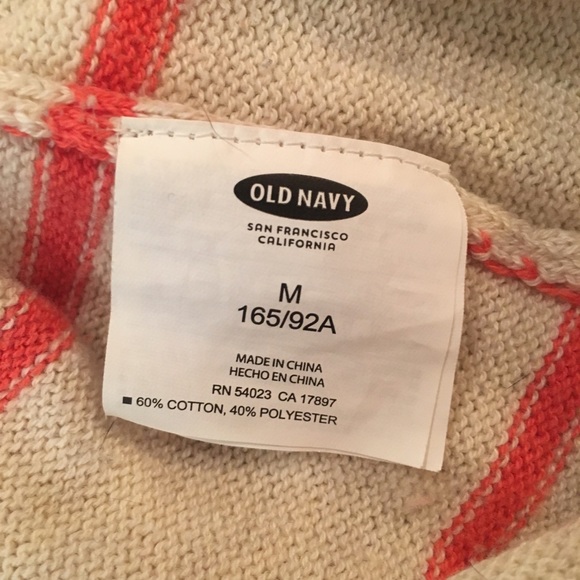 OLD NAVY
SAN FRANCISCO
CALIFORNIA
M
165/92A
MADE IN CHINA
HECHO EN CHINA
RN 54023 CA 17897
60% COTTON, 40% POLYESTER